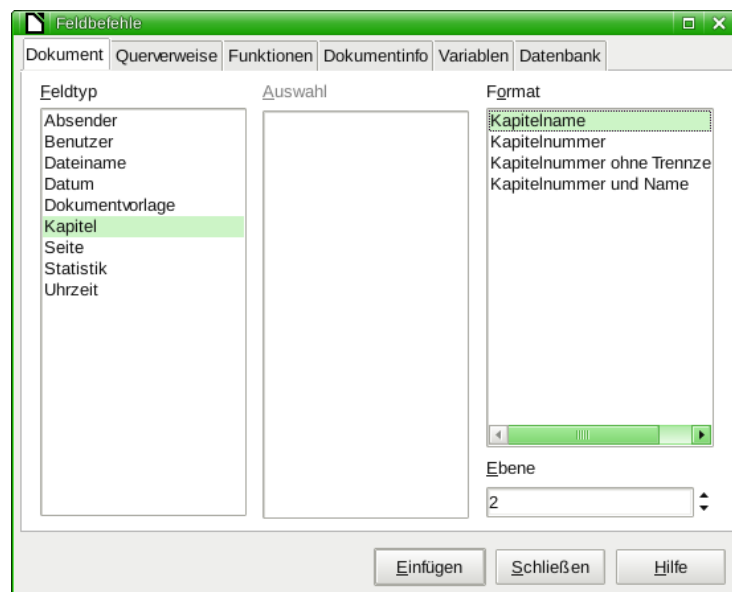 Feldbefehle
Dokument Querverweise Funktionen Dokumentinfo Variablen Datenbank
Feldtyp
Absender
Benutzer
Dateiname
Datum
Dokumentvorlage
Kapitel
Seite
Statistik
Uhrzeit
Auswahl
Format
Kapitelname
Kapitelnummer
Kapitelnummer ohne Trennze
Kapitelnummer und Name
Ebene
2
Einfügen Schließen Hilfe